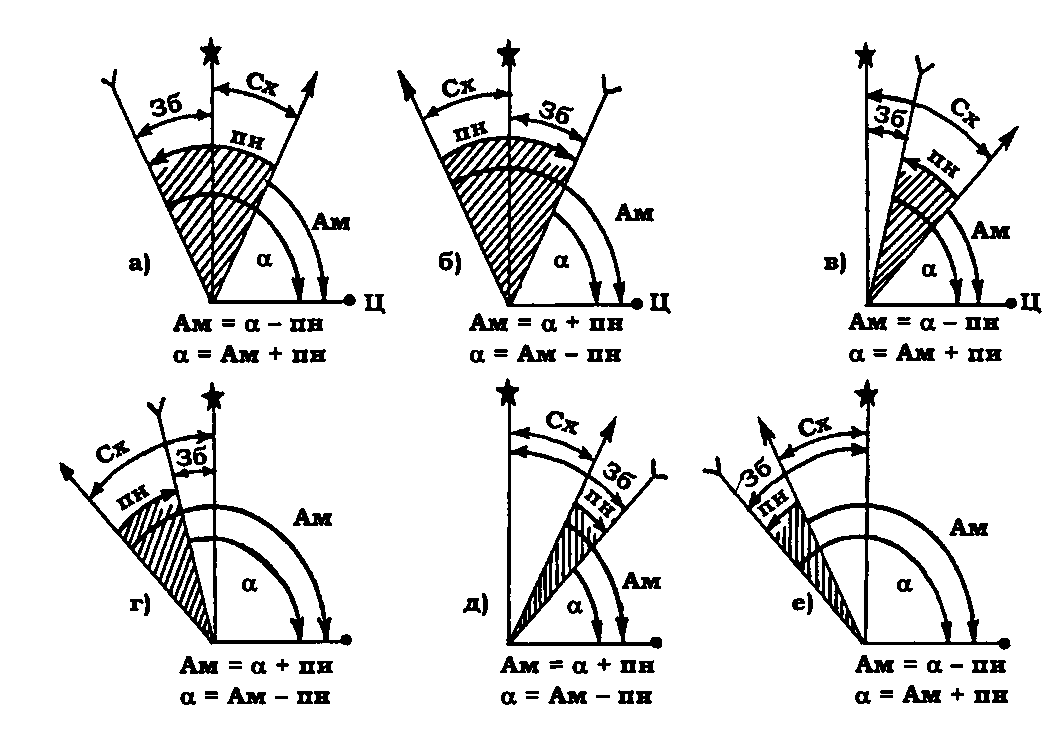 Зб Сх
пн
Ам
α
а)
Ц
Ам = α – пн
α = Ам + пн
Сх Зб
пн
Ам
α
б)
Ц
Ам = α + пн
α = Ам – пн
Сх
Зб
пн
Ам
α
в)
Ц
Ам = α – пн
α = Ам + пн
Сх
Зб
пн
Ам
α
г)
Ам = α + пн
α = Ам – пн
Сх
Зб
пн
Ам
α
д)
Ам = α + пн
α = Ам – пн
Сх
Зб
пн
Ам
α
е)
Ам = α – пн
α = Ам + пн